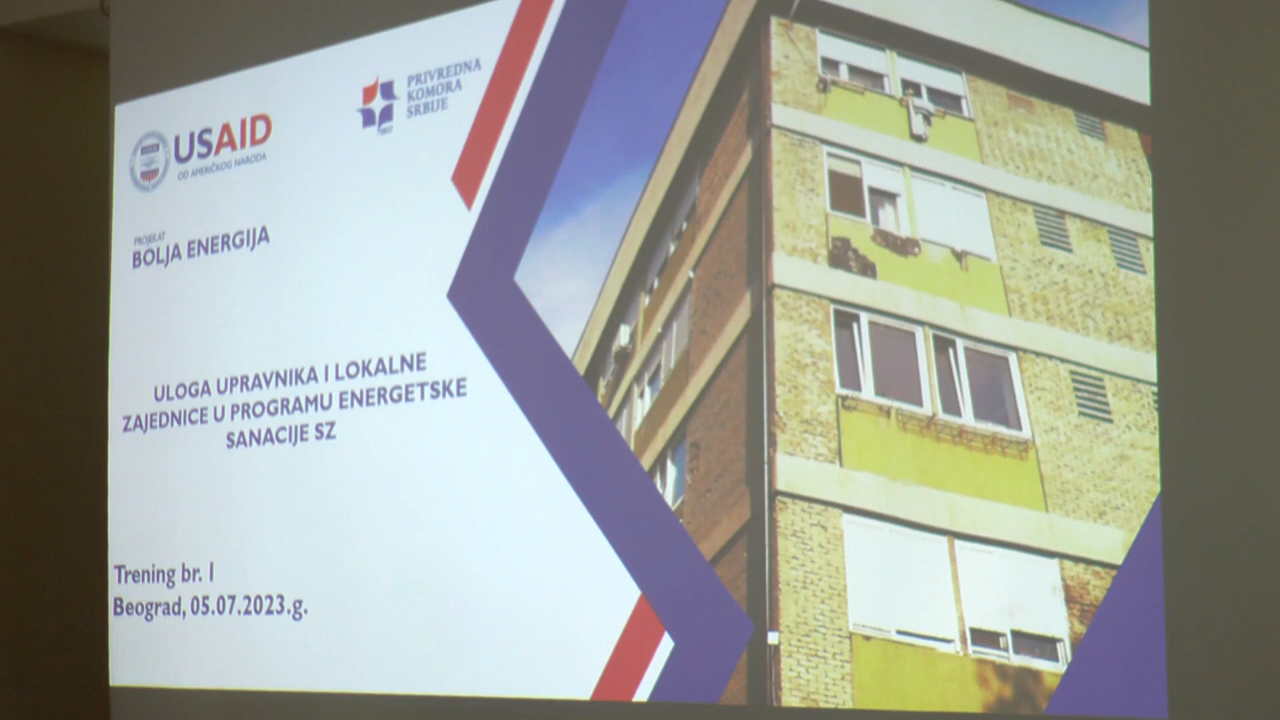 USAID
OD AMERIČKOG NARODA
PRIVREDNA
KOMORA
SRBIJE
PROJEKAT
BOLJA ENERGIJA
ULOGA UPRAVNIKA I LOKALNE
ZAJEDNICE U PROGRAMU ENERGETSKE
SANACIJE SZ
Trening br. I
Beograd, 05.07.2023.g.